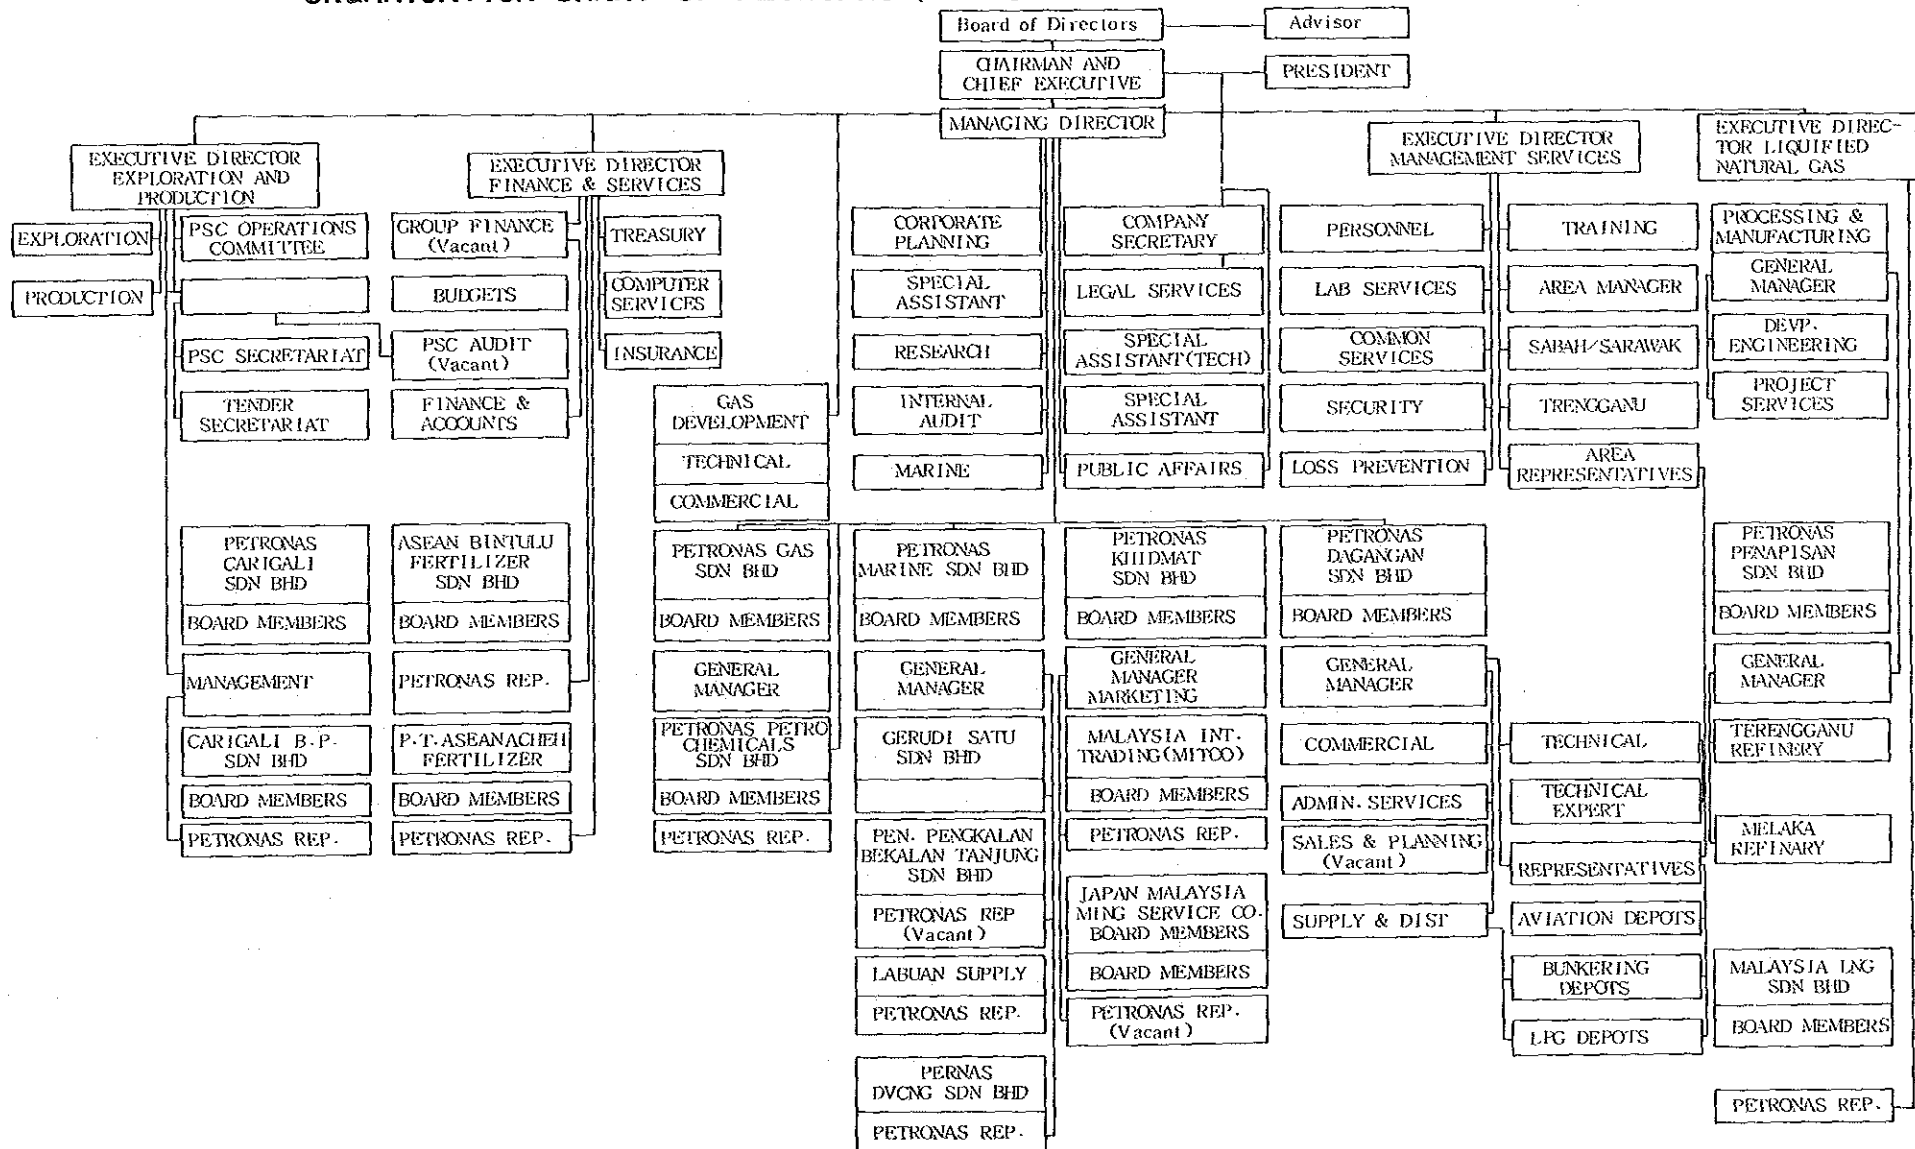 Board of Directors
Advisor
CHAIRMAN AND
CHIEF EXECUTIVE
PRESIDENT
MANAGING DIRECTOR
EXECUTIVE DIRECTOR
EXPLORATION AND
PRODUCTION
EXECUTIVE DIRECTOR
FINANCE & SERVICES
EXECUTIVE DIRECTOR
MANAGEMENT SERVICES
EXECUTIVE DIREC-
TOR LIQUIFIED
NATURAL GAS
EXPLORATION
PSC OPERATIONS
COMMITTEE
GROUP FINANCE
(Vacant)
TREASURY
CORPORATE
PLANNING
COMPANY
SECRETARY
PERSONNEL
TRAINING
PROCESSING &
MANUFACTURING
PRODUCTION
BUDGETS
COMPUTER
SERVICES
SPECIAL
ASSISTANT
LEGAL SERVICES
LAB SERVICES
AREA MANAGER
GENERAL
MANAGER
PSC SECRETARIAT
PSC AUDIT
(Vacant)
INSURANCE
RESEARCH
SPECIAL
ASSISTANT(TECH)
COMMON
SERVICES
SABAH/SARAWAK
DEVP.
ENGINEERING
TENDER
SECRETARIAT
FINANCE &
ACCOUNTS
GAS
DEVELOPMENT
INTERNAL
AUDIT
SPECIAL
ASSISTANT
SECURITY
TRENGGANU
PROJECT
SERVICES
TECHNICAL
COMMERCIAL
MARINE
PUBLIC AFFAIRS
LOSS PREVENTION
AREA
REPRESENTATIVES
PETRONAS
CARIGALI
SDN BHD
ASEAN BINTULU
FERTILIZER
SDN BHD
PETRONAS GAS
SDN BHD
PETRONAS
MARINE SDN BHD
PETRONAS
KHIDMAT
SDN BHD
PETRONAS
DAGANGAN
SDN BHD
PETRONAS
PENAPISAN
SDN BHD
BOARD MEMBERS
BOARD MEMBERS
BOARD MEMBERS
BOARD MEMBERS
BOARD MEMBERS
BOARD MEMBERS
BOARD MEMBERS
MANAGEMENT
PETRONAS REP.
GENERAL
MANAGER
GENERAL
MANAGER
GENERAL
MANAGER
MARKETING
GENERAL
MANAGER
GENERAL
MANAGER
CARIGALI B.P.
SDN BHD
P.T.ASEANACHEH
FERTILIZER
PETRONAS PETRO
CHEMICALS
SDN BHD
GERUDI SATU
SDN BHD
MALAYSIA INT.
TRADING(MITCO)
COMMERCIAL
TECHNICAL
TERENGGANU
REFINERY
BOARD MEMBERS
BOARD MEMBERS
BOARD MEMBERS
BOARD MEMBERS
ADMIN. SERVICES
TECHNICAL
EXPERT
PETRONAS REP.
PETRONAS REP.
PETRONAS REP.
PEN. PENGKALAN
BEKALAN TANJUNG
SDN BHD
PETRONAS REP.
SALES & PLANNING
(Vacant)
REPRESENTATIVES
MELAKA
REFINARY
PETRONAS REP
(Vacant)
JAPAN MALAYSIA
MING SERVICE CO.
BOARD MEMBERS
SUPPLY & DIST
AVIATION DEPOTS
LABUAN SUPPLY
BOARD MEMBERS
BUNKERING
DEPOTS
MALAYSIA LNG
SDN BHD
PETRONAS REP.
PETRONAS REP.
(Vacant)
LPG DEPOTS
BOARD MEMBERS
PERNAS
DVCNG SDN BHD
PETRONAS REP.
PETRONAS REP.